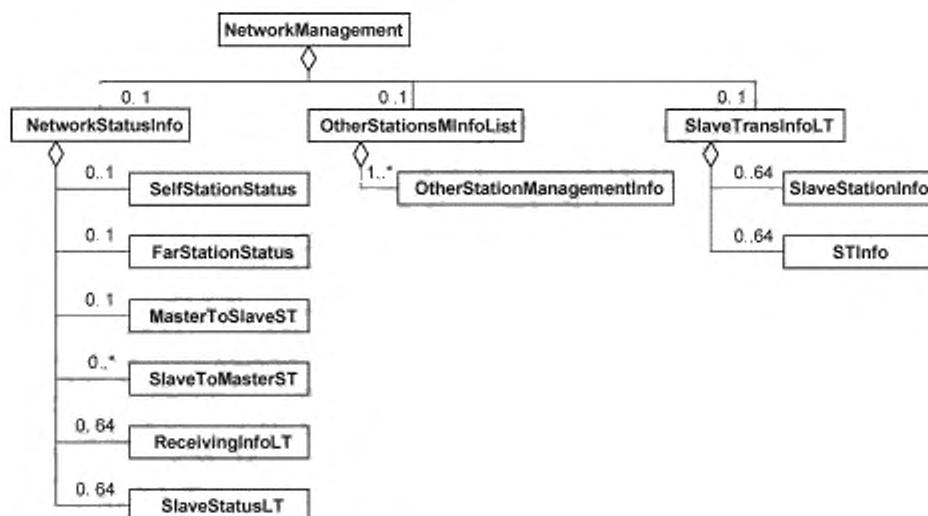 NetworkManagement
0. 1
0..1
0. 1
NetworkStatusInfo
OtherStationsMInfoList
SlaveTransInfoLT
0..1
SelfStationStatus
1..*
OtherStationManagementInfo
0..64
SlaveStationInfo
0. 1
FarStationStatus
0..64
STInfo
0. 1
MasterToSlaveST
0..*
SlaveToMasterST
0. 64
ReceivingInfoLT
0. 64
SlaveStatusLT